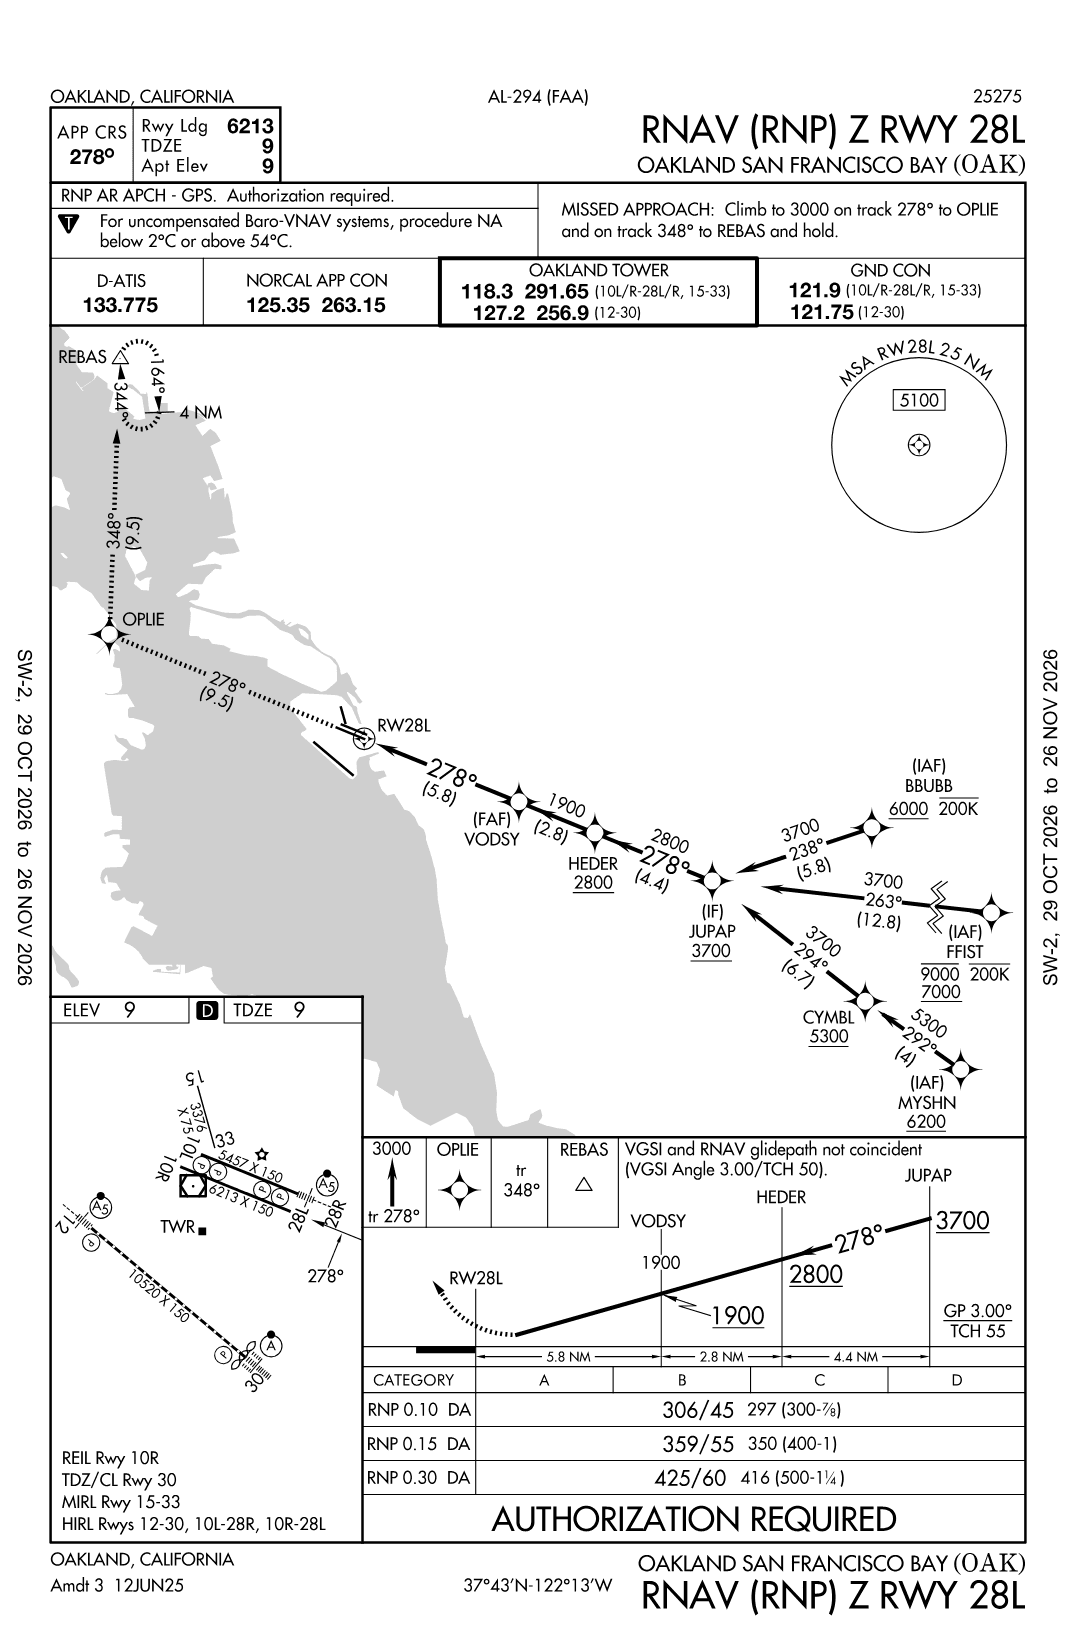 OAKLAND, CALIFORNIA
AL-294 (FAA)
25275
APP CRS
278°
Rwy Ldg 6213
TDZE 9
Apt Elev 9
RNAV (RNP) Z RWY 28L
OAKLAND SAN FRANCISCO BAY (OAK)
RNP AR APCH - GPS. Authorization required.
T
For uncompensated Baro-VNAV systems, procedure NA
below 2°C or above 54°C.
MISSED APPROACH: Climb to 3000 on track 278° to OPLIE
and on track 348° to REBAS and hold.
D-ATIS
133.775
NORCAL APP CON
125.35 263.15
OAKLAND TOWER
118.3 291.65 (10L/R-28L/R, 15-33)
127.2 256.9 (12-30)
GND CON
121.9 (10L/R-28L/R, 15-33)
121.75 (12-30)
REBAS
164°
344°
4 NM
348°
(9.5)
OPLIE
278°
(9.5)
RW28L
MSA RW28L 25 NM
5100
278°
(5.8)
(FAF)
VODSY
1900
(2.8)
HEDER
2800
2800
278°
(4.4)
(IF)
JUPAP
3700
(IAF)
BBUBB
6000 200K
3700
238°
(5.8)
3700
263°
(12.8)
(IAF)
FFIST
9000 200K
7000
3700
294°
(6.7)
CYMBL
5300
5300
292°
(4)
(IAF)
MYSHN
6200
SW-2, 29 OCT 2026 to 26 NOV 2026
SW-2, 29 OCT 2026 to 26 NOV 2026
ELEV 9
D
TDZE 9
15
3376
X 75
33
10L
10R
5457 X 150
6213 X 150
P
P
P
P
A5
28L
28R
TWR
278°
A5
12
P
10520 X 150
P
A
30
REIL Rwy 10R
TDZ/CL Rwy 30
MIRL Rwy 15-33
HIRL Rwys 12-30, 10L-28R, 10R-28L
3000
tr 278°
OPLIE
tr
348°
REBAS
VGSI and RNAV glidepath not coincident
(VGSI Angle 3.00/TCH 50).
JUPAP
HEDER
VODSY
RW28L
1900
278°
3700
2800
1900
GP 3.00°
TCH 55
5.8 NM
2.8 NM
4.4 NM
CATEGORY A B C D
RNP 0.10 DA 306/45 297 (300-⅞)
RNP 0.15 DA 359/55 350 (400-1)
RNP 0.30 DA 425/60 416 (500-1¼)
AUTHORIZATION REQUIRED
OAKLAND, CALIFORNIA
Amdt 3 12JUN25
37°43'N-122°13'W
OAKLAND SAN FRANCISCO BAY (OAK)
RNAV (RNP) Z RWY 28L